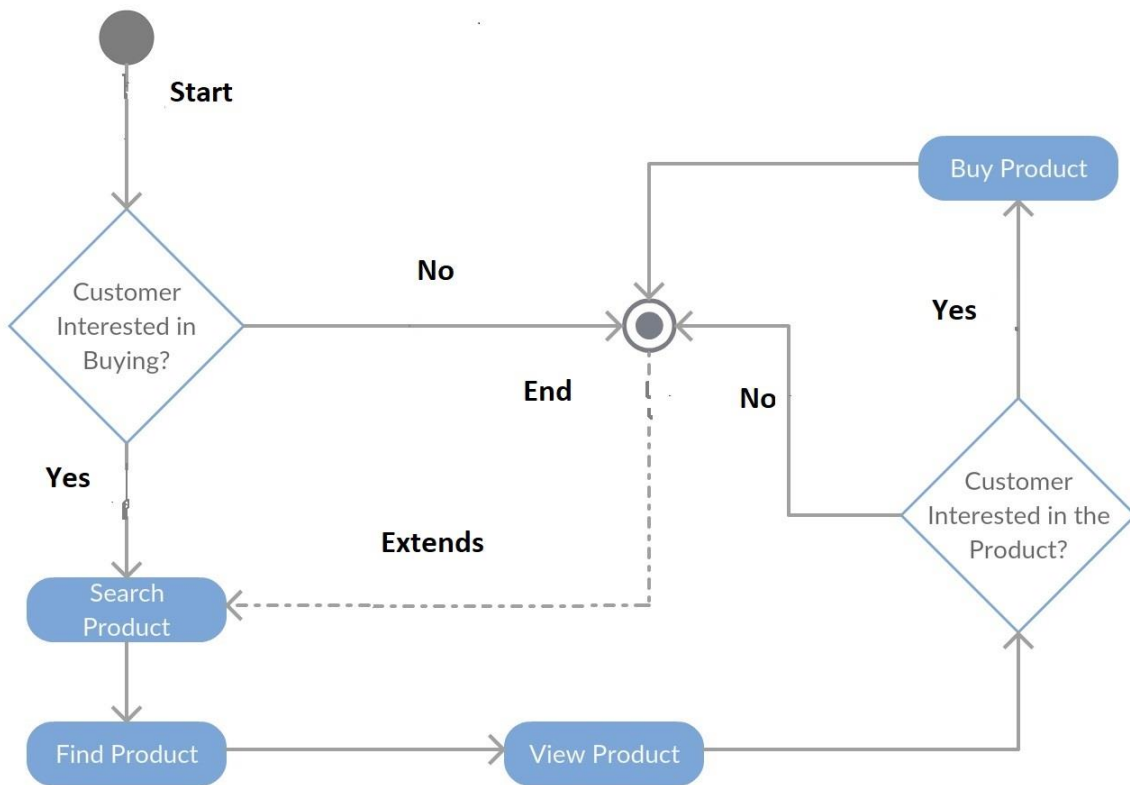 Start
Customer
Interested in
Buying?
No
Yes
Search
Product
Find Product
View Product
Customer
Interested in the
Product?
Yes
No
Buy Product
End
Extends